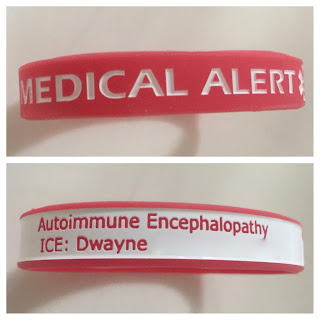 MEDICAL ALERT
Autoimmune Encephalopathy
ICE: Dwayne